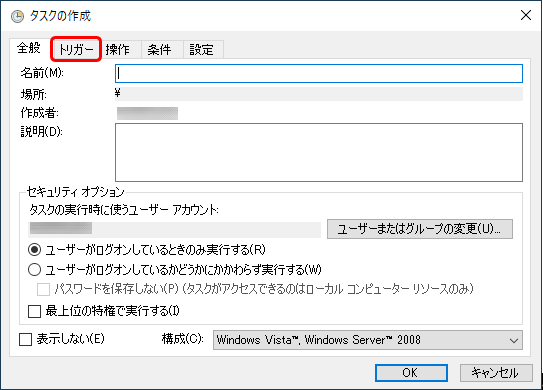 タスクの作成
全般 トリガー 操作 条件 設定
名前(M):
場所: ¥
作成者:
説明(D):
セキュリティ オプション
タスクの実行時に使うユーザー アカウント:
ユーザーまたはグループの変更(U)...
ユーザーがログオンしているときのみ実行する(R)
ユーザーがログオンしているかどうかにかかわらず実行する(W)
パスワードを保存しない(P) (タスクがアクセスできるのはローカル コンピューター リソースのみ)
最上位の特権で実行する(I)
表示しない(E) 構成(C): Windows Vista™, Windows Server™ 2008
OK キャンセル